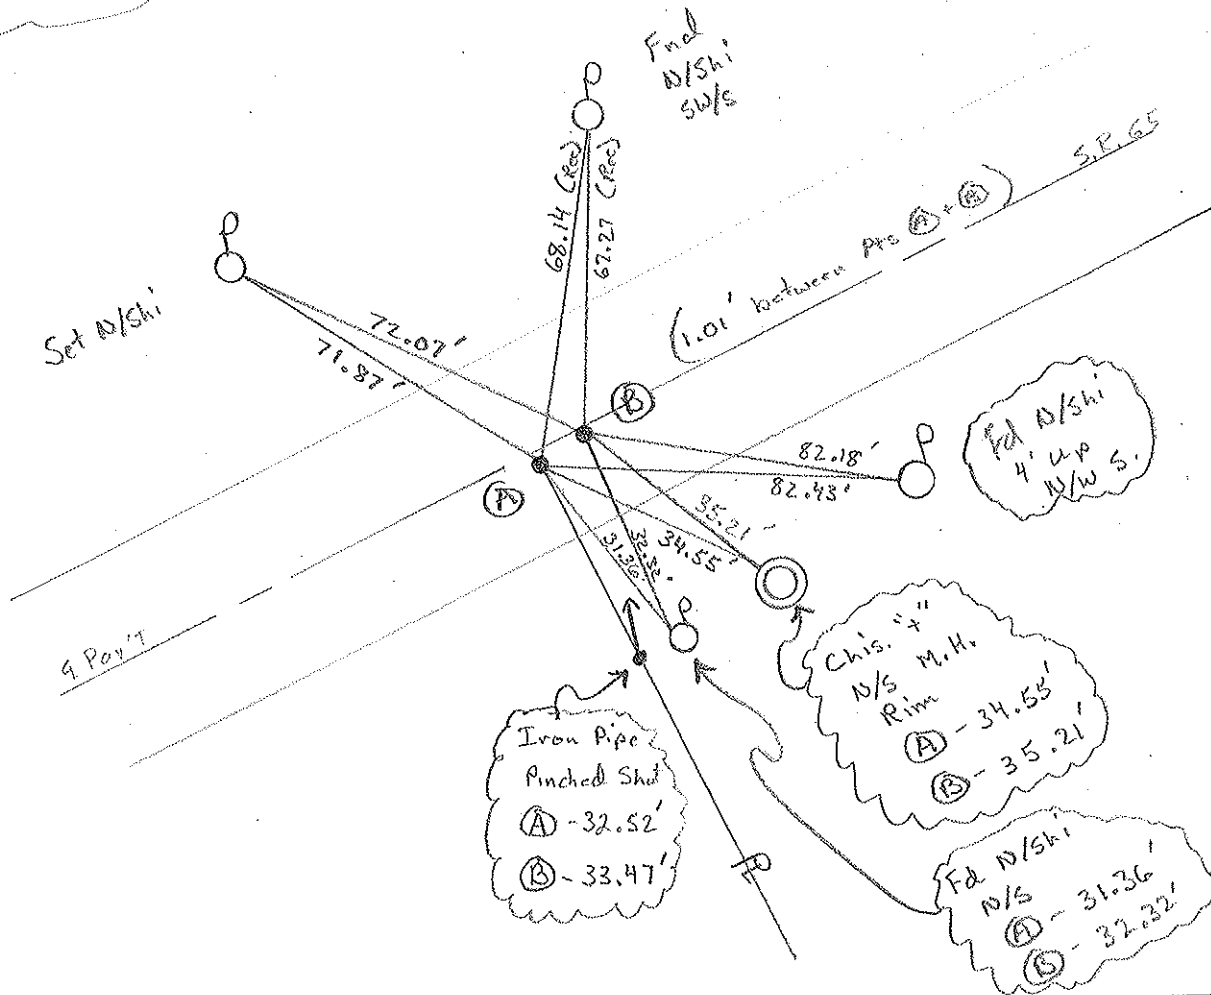 Fnd
N/Shi
SW/S
S.R. 65
68.14 (Rec)
67.27 (Rec)
(1.01' between Pts A + A)
Set N/Shi
72.07'
71.87'
B
A
82.18'
82.43'
Fd N/Shi
4' up
N/W S.
35.21'
34.55'
31.36'
32.32'
℄ Pav'T
Chis. "+"
N/S M.H.
Rim
A - 34.55'
B - 35.21'
Iron Pipe
Pinched Shut
A - 32.52'
B - 33.47'
Fd N/Shi
N/S
A - 31.36'
B - 32.32'